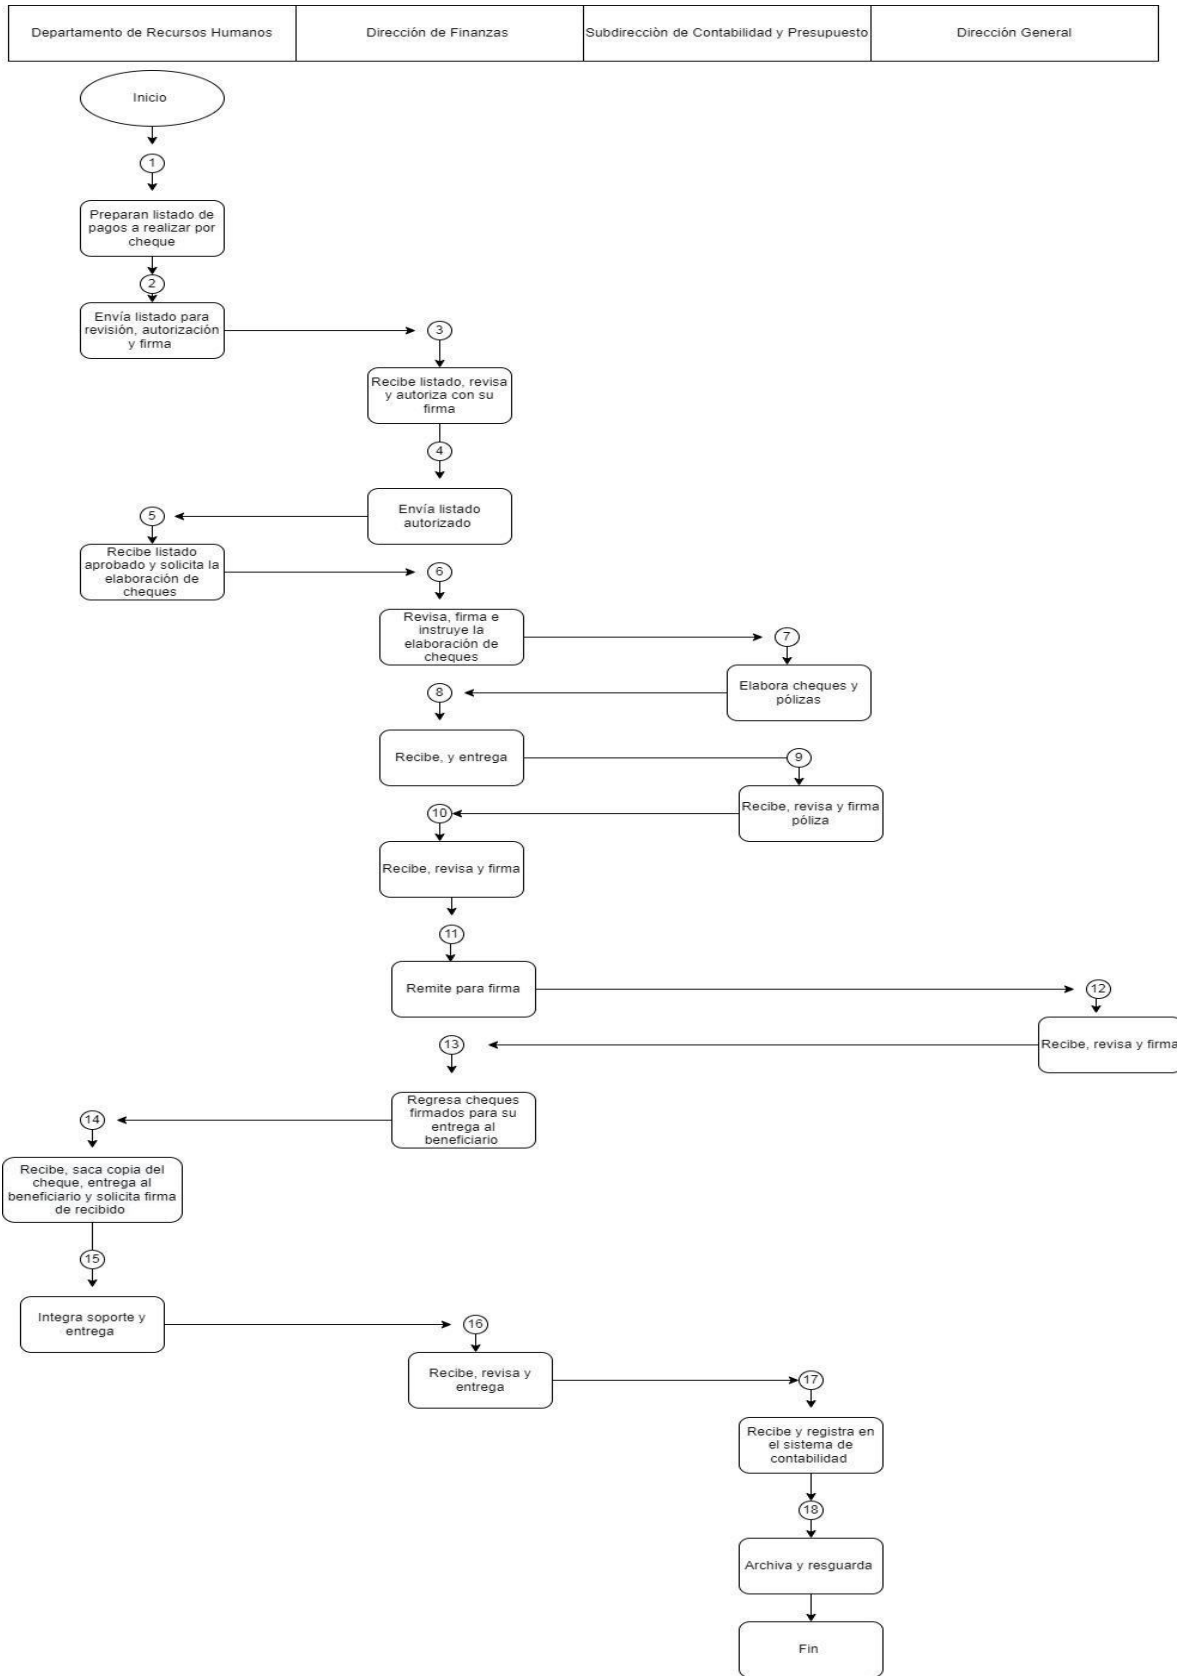 Departamento de Recursos Humanos
Dirección de Finanzas
Subdirecciòn de Contabilidad y Presupuesto
Dirección General
Inicio
1
Preparan listado de
pagos a realizar por
cheque
2
Envía listado para
revisión, autorización
y firma
3
Recibe listado, revisa
y autoriza con su
firma
4
Envía listado
autorizado
5
Recibe listado
aprobado y solicita la
elaboración de
cheques
6
Revisa, firma e
instruye la
elaboración de
cheques
7
Elabora cheques y
pólizas
8
Recibe, y entrega
9
Recibe, revisa y firma
póliza
10
Recibe, revisa y firma
11
Remite para firma
12
Recibe, revisa y firma
13
Regresa cheques
firmados para su
entrega al
beneficiario
14
Recibe, saca copia del
cheque, entrega al
beneficiario y solicita firma
de recibido
15
Integra soporte y
entrega
16
Recibe, revisa y
entrega
17
Recibe y registra en
el sistema de
contabilidad
18
Archiva y resguarda
Fin